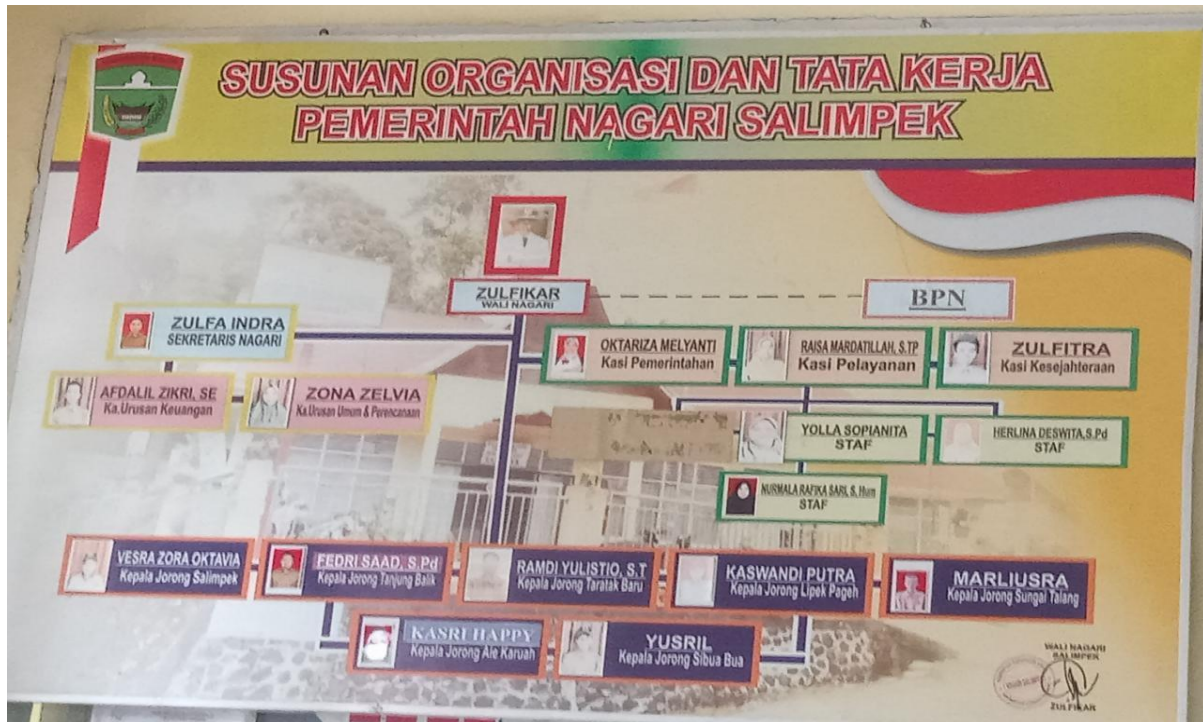 SUSUNAN ORGANISASI DAN TATA KERJA
PEMERINTAH NAGARI SALIMPEK
ZULFIKAR
WALI NAGARI
BPN
ZULFA INDRA
SEKRETARIS NAGARI
OKTARIZA MELYANTI
Kasi Pemerintahan
RAISA MARDATILLAH, S.TP
Kasi Pelayanan
ZULFITRA
Kasi Kesejahteraan
AFDALIL ZIKRI, SE
Ka.Urusan Keuangan
ZONA ZELVIA
Ka.Urusan Umum & Perencanaan
YOLLA SOPIANITA
STAF
HERLINA DESWITA,S.Pd
STAF
NURMALA RAFIKA SARI, S, Hum
STAF
VESRA ZORA OKTAVIA
Kepala Jorong Salimpek
FEDRI SAAD, S.Pd
Kepala Jorong Tanjung Balik
RAMDI YULISTIO, S.T
Kepala Jorong Taratak Baru
KASWANDI PUTRA
Kepala Jorong Lipek Pageh
MARLIUSRA
Kepala Jorong Sungai Talang
KASRI HAPPY
Kepala Jorong Aie Karuah
YUSRIL
Kepala Jorong Sibua Bua
WALI NAGARI
SALIMPEK
ZULFIKAR